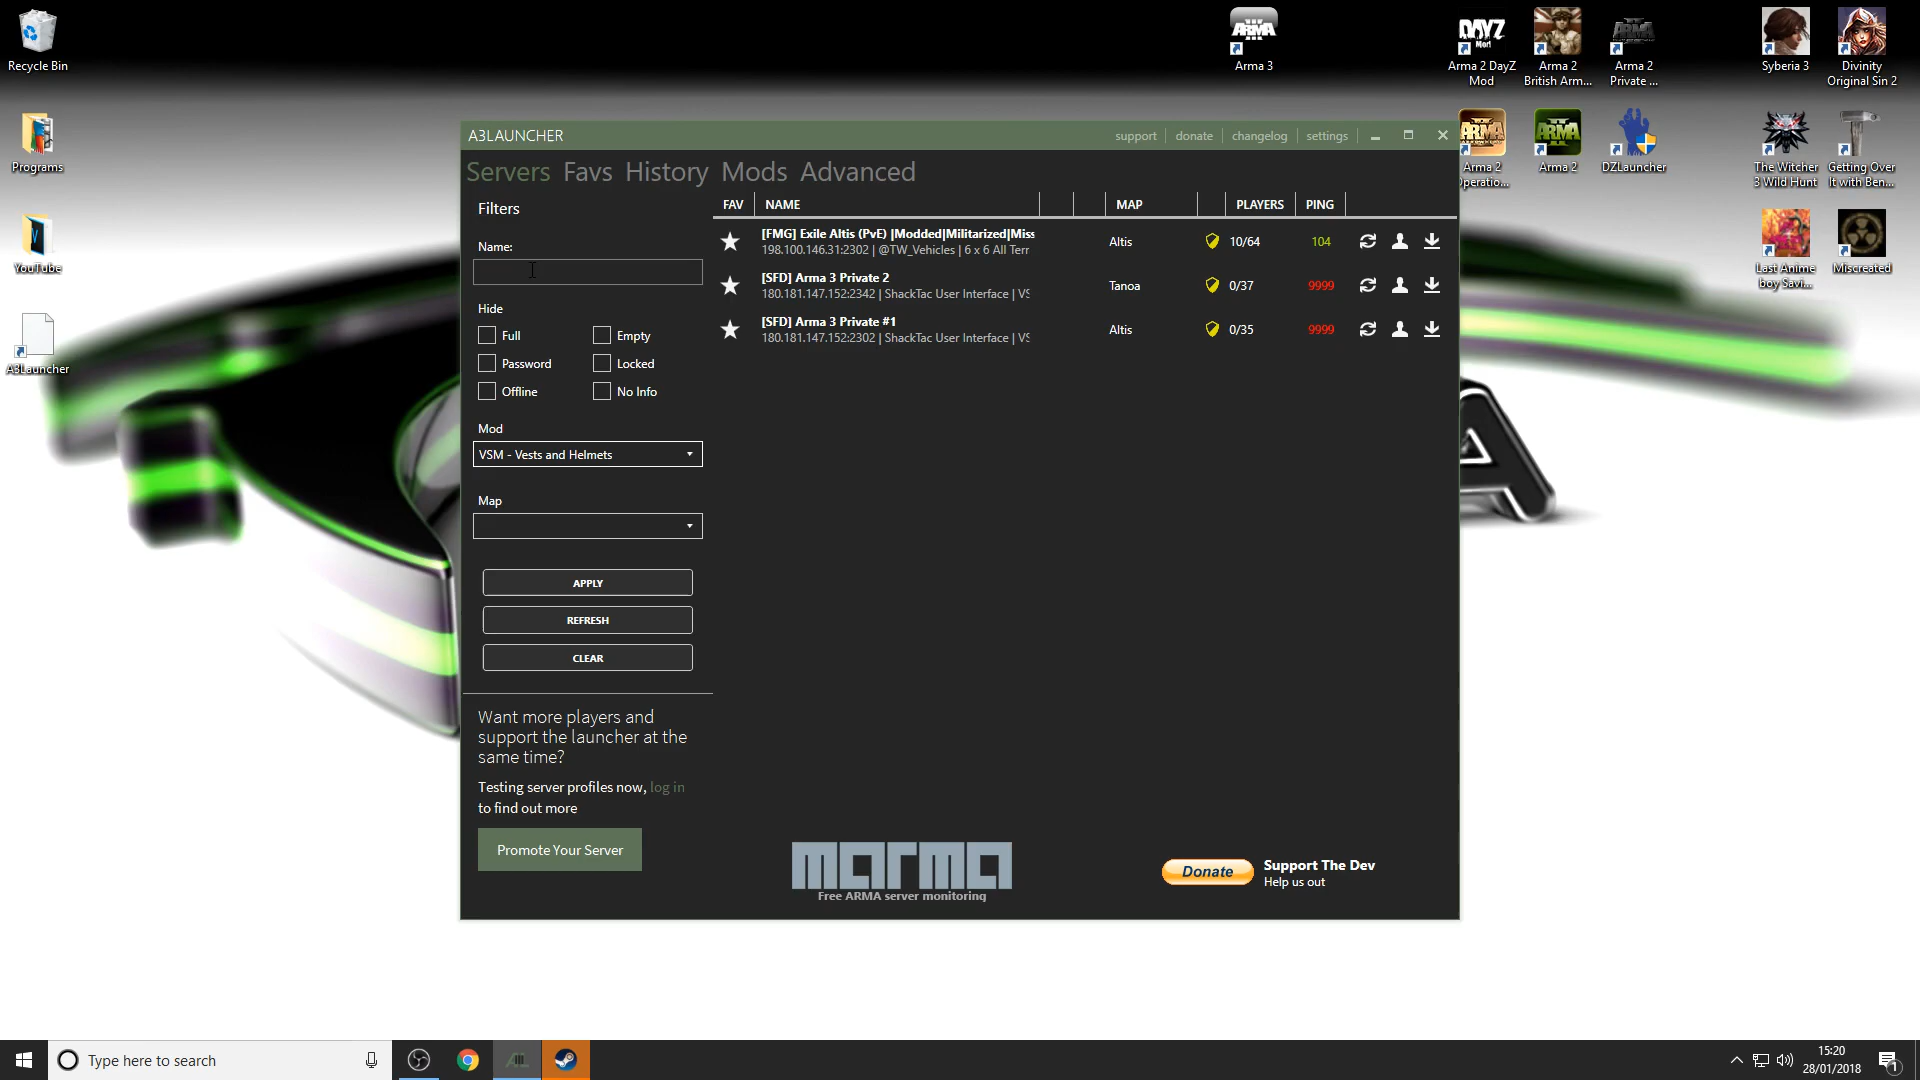 Recycle Bin
Programs
YouTube
A3Launcher
ARMA III
Arma 3
DAYZ
Mod!
Arma 2 DayZ
Mod
Arma 2
British Arm...
Arma 2
Private ...
Syberia 3
Divinity
Original Sin 2
Arma 2
Operatio...
ARMA II
Arma 2
DZLauncher
The Witcher
3 Wild Hunt
Getting Over
It with Ben...
Last Anime
boy Savi...
Miscreated
A3LAUNCHER
support
donate
changelog
settings
Servers Favs History Mods Advanced
Filters
Name:
Hide
Full
Empty
Password
Locked
Offline
No Info
Mod
VSM - Vests and Helmets
Map
APPLY
REFRESH
CLEAR
Want more players and
support the launcher at the
same time?
Testing server profiles now, log in
to find out more
Promote Your Server
FAV NAME MAP PLAYERS PING
[FMG] Exile Altis (PvE) |Modded|Militarized|Miss
198.100.146.31:2302 | @TW_Vehicles | 6 x 6 All Terr
Altis 10/64 104
[SFD] Arma 3 Private 2
180.181.147.152:2342 | ShackTac User Interface | VS
Tanoa 0/37 9999
[SFD] Arma 3 Private #1
180.181.147.152:2302 | ShackTac User Interface | VS
Altis 0/35 9999
marma
Free ARMA server monitoring
Donate
Support The Dev
Help us out
Type here to search
15:20
28/01/2018
1